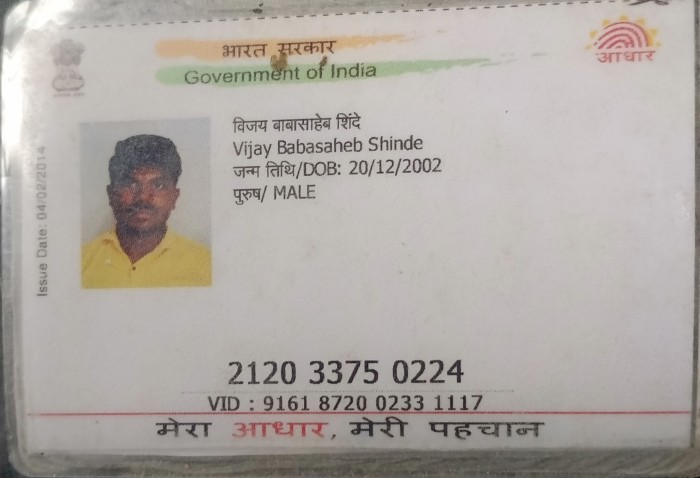 भारत सरकार
Government of India
आधार
विजय बाबासाहेब शिंदे
Vijay Babasaheb Shinde
जन्म तिथि/DOB: 20/12/2002
पुरुष/ MALE
Issue Date: 04/02/2014
2120 3375 0224
VID : 9161 8720 0233 1117
मेरा आधार, मेरी पहचान